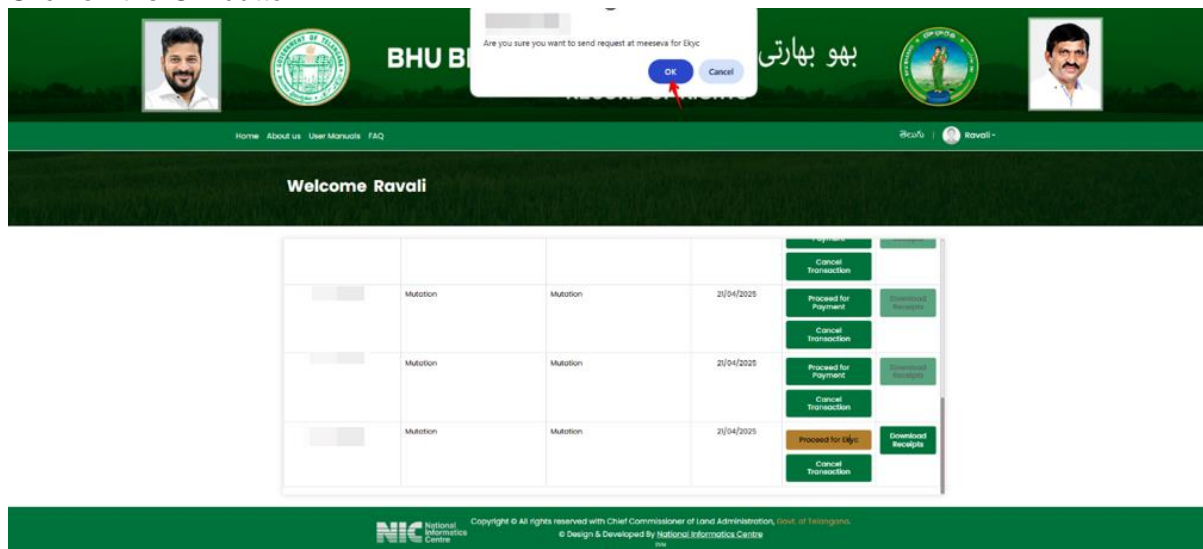 BHU BH
بھو بھارتی
Are you sure you want to send request at meeseva for Ekyc
OK Cancel
Home About us User Manuals FAQ
తెలుగు | Ravali
Welcome Ravali
Cancel Transaction
Mutation Mutation 21/04/2025 Proceed for Payment Download Receipts
Cancel Transaction
Mutation Mutation 21/04/2025 Proceed for Payment Download Receipts
Cancel Transaction
Mutation Mutation 21/04/2025 Proceed for Ekyc Download Receipts
Cancel Transaction
NIC National Informatics Centre
Copyright © All rights reserved with Chief Commissioner of Land Administration, Govt. of Telangana.
© Design & Developed By National Informatics Centre